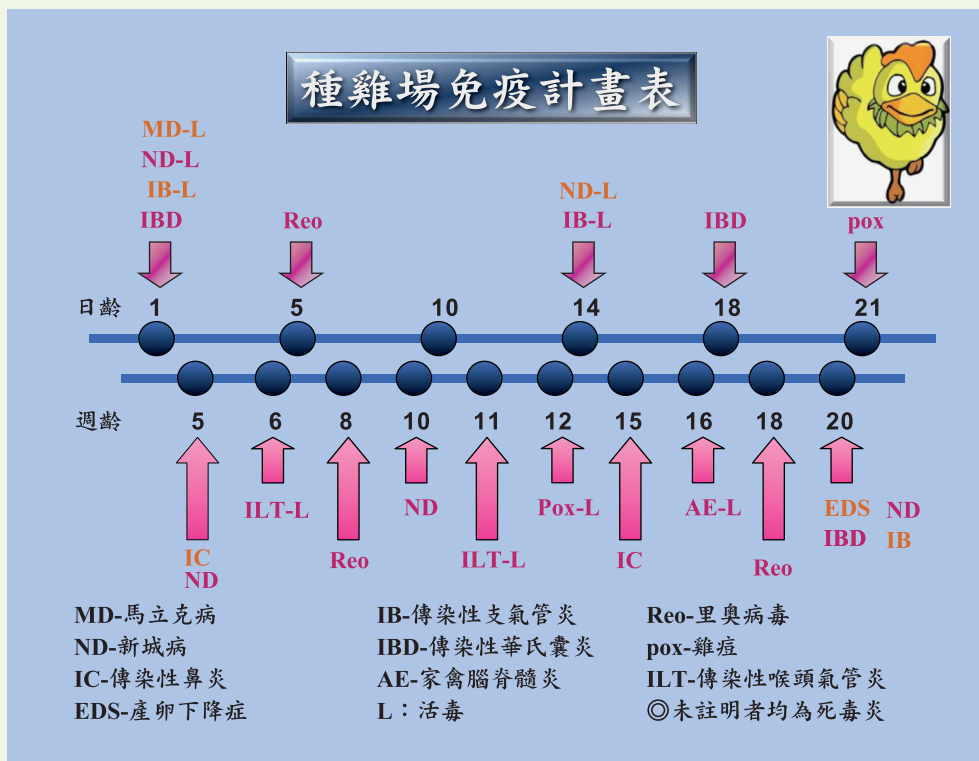 種雞場免疫計畫表
MD-L
ND-L
IB-L
IBD
Reo
ND-L
IB-L
IBD
pox
日齡 1 5 10 14 18 21
週齡 5 6 8 10 11 12 15 16 18 20
IC
ND
ILT-L
Reo
ND
ILT-L
Pox-L
IC
AE-L
Reo
EDS ND
IBD IB
MD-馬立克病 IB-傳染性支氣管炎 Reo-里奧病毒
ND-新城病 IBD-傳染性華氏囊炎 pox-雞痘
IC-傳染性鼻炎 AE-家禽腦脊髓炎 ILT-傳染性喉頭氣管炎
EDS-產卵下降症 L：活毒 ◎未註明者均為死毒炎